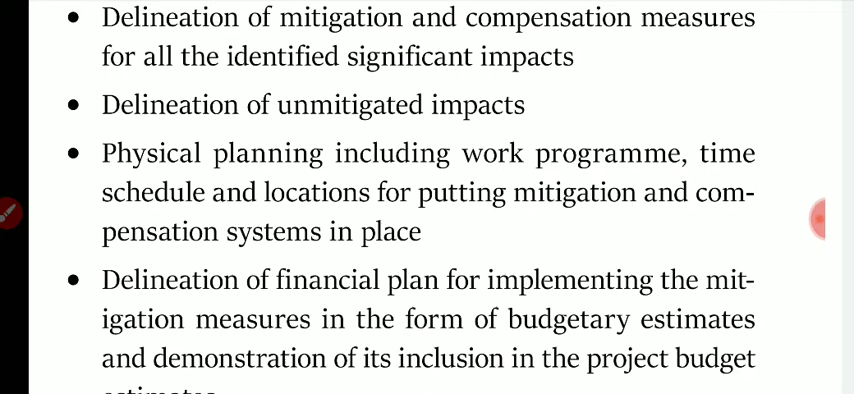 • Delineation of mitigation and compensation measures
for all the identified significant impacts
• Delineation of unmitigated impacts
• Physical planning including work programme, time
schedule and locations for putting mitigation and com-
pensation systems in place
• Delineation of financial plan for implementing the mit-
igation measures in the form of budgetary estimates
and demonstration of its inclusion in the project budget